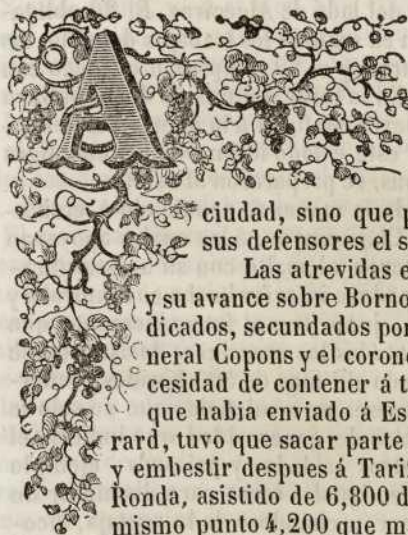 A
ciudad, sino que p
sus defensores el s
Las atrevidas e
y su avance sobre Borno
dicados, secundados por
neral Copons y el corone
cesidad de contener á t
que habia enviado á Es
rard, tuvo que sacar parte
y embestir despues á Tari
Ronda, asistido de 6,800 d
mismo punto 4,200 que m